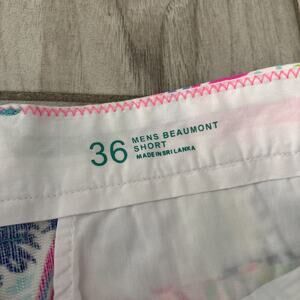 36
MENS BEAUMONT
SHORT
MADE IN SRI LANKA